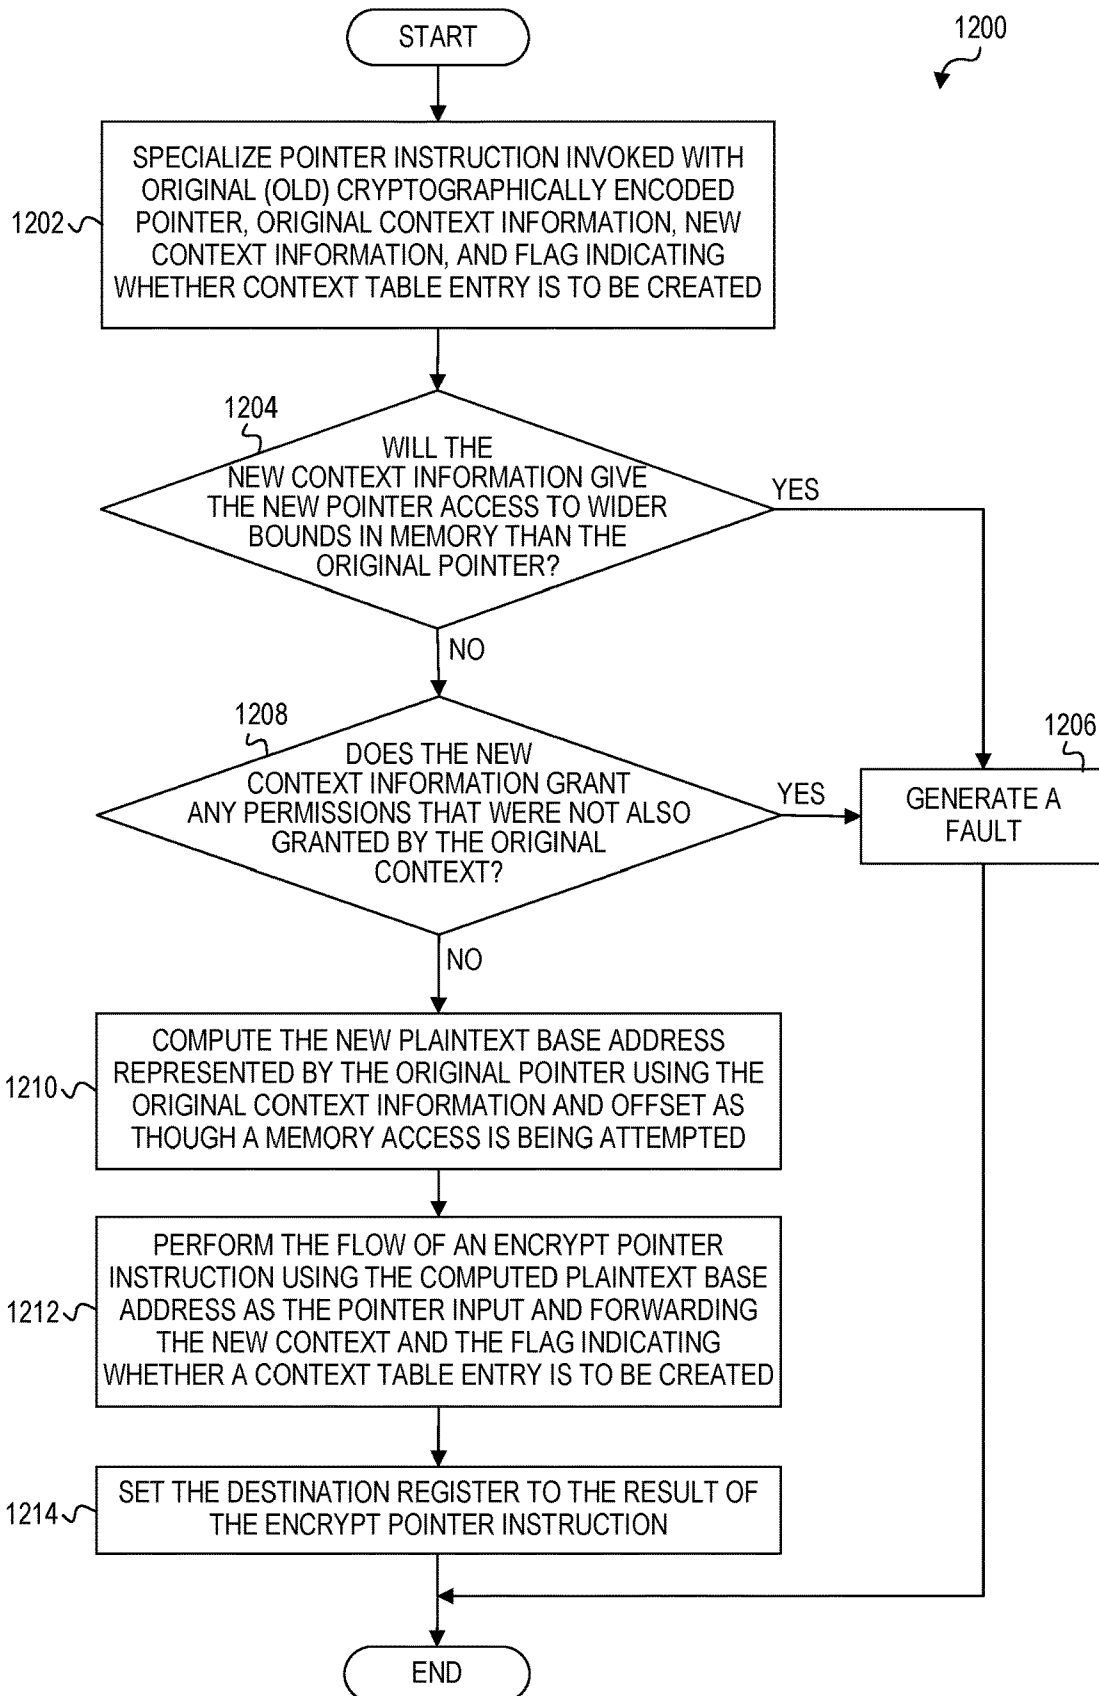 START
1200
SPECIALIZE POINTER INSTRUCTION INVOKED WITH
ORIGINAL (OLD) CRYPTOGRAPHICALLY ENCODED
POINTER, ORIGINAL CONTEXT INFORMATION, NEW
CONTEXT INFORMATION, AND FLAG INDICATING
WHETHER CONTEXT TABLE ENTRY IS TO BE CREATED
1202
1204
WILL THE
NEW CONTEXT INFORMATION GIVE
THE NEW POINTER ACCESS TO WIDER
BOUNDS IN MEMORY THAN THE
ORIGINAL POINTER?
YES
NO
1208
DOES THE NEW
CONTEXT INFORMATION GRANT
ANY PERMISSIONS THAT WERE NOT ALSO
GRANTED BY THE ORIGINAL
CONTEXT?
YES
1206
GENERATE A
FAULT
NO
COMPUTE THE NEW PLAINTEXT BASE ADDRESS
REPRESENTED BY THE ORIGINAL POINTER USING THE
ORIGINAL CONTEXT INFORMATION AND OFFSET AS
THOUGH A MEMORY ACCESS IS BEING ATTEMPTED
1210
PERFORM THE FLOW OF AN ENCRYPT POINTER
INSTRUCTION USING THE COMPUTED PLAINTEXT BASE
ADDRESS AS THE POINTER INPUT AND FORWARDING
THE NEW CONTEXT AND THE FLAG INDICATING
WHETHER A CONTEXT TABLE ENTRY IS TO BE CREATED
1212
SET THE DESTINATION REGISTER TO THE RESULT OF
THE ENCRYPT POINTER INSTRUCTION
1214
END